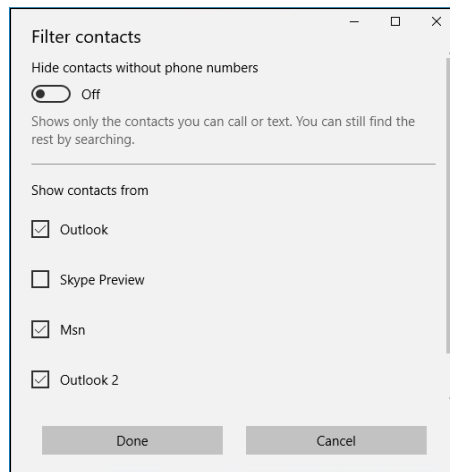 Filter contacts
Hide contacts without phone numbers
Off
Shows only the contacts you can call or text. You can still find the
rest by searching.
Show contacts from
Outlook
Skype Preview
Msn
Outlook 2
Done
Cancel